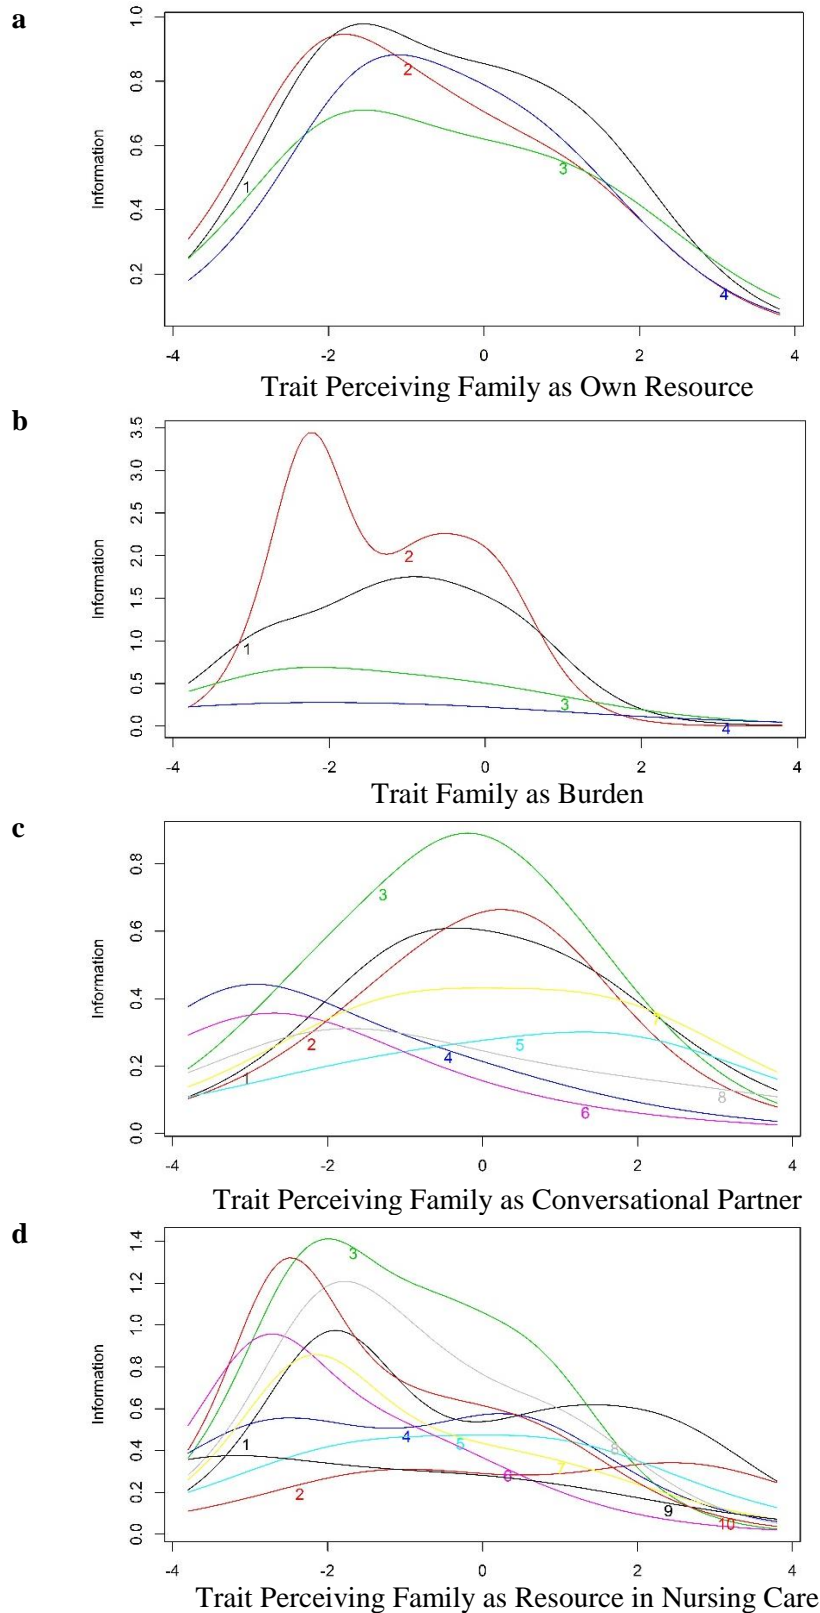 a
Information
0.2 0.4 0.6 0.8 1.0
1
2
3
4
-4 -2 0 2 4
Trait Perceiving Family as Own Resource
b
Information
0.0 0.5 1.0 1.5 2.0 2.5 3.0 3.5
1
2
3
4
-4 -2 0 2 4
Trait Family as Burden
c
Information
0.0 0.2 0.4 0.6 0.8
1
2
3
4
5
6
7
8
-4 -2 0 2 4
Trait Perceiving Family as Conversational Partner
d
Information
0.0 0.2 0.4 0.6 0.8 1.0 1.2 1.4
1
2
3
4
5
6
7
8
9
10
-4 -2 0 2 4
Trait Perceiving Family as Resource in Nursing Care